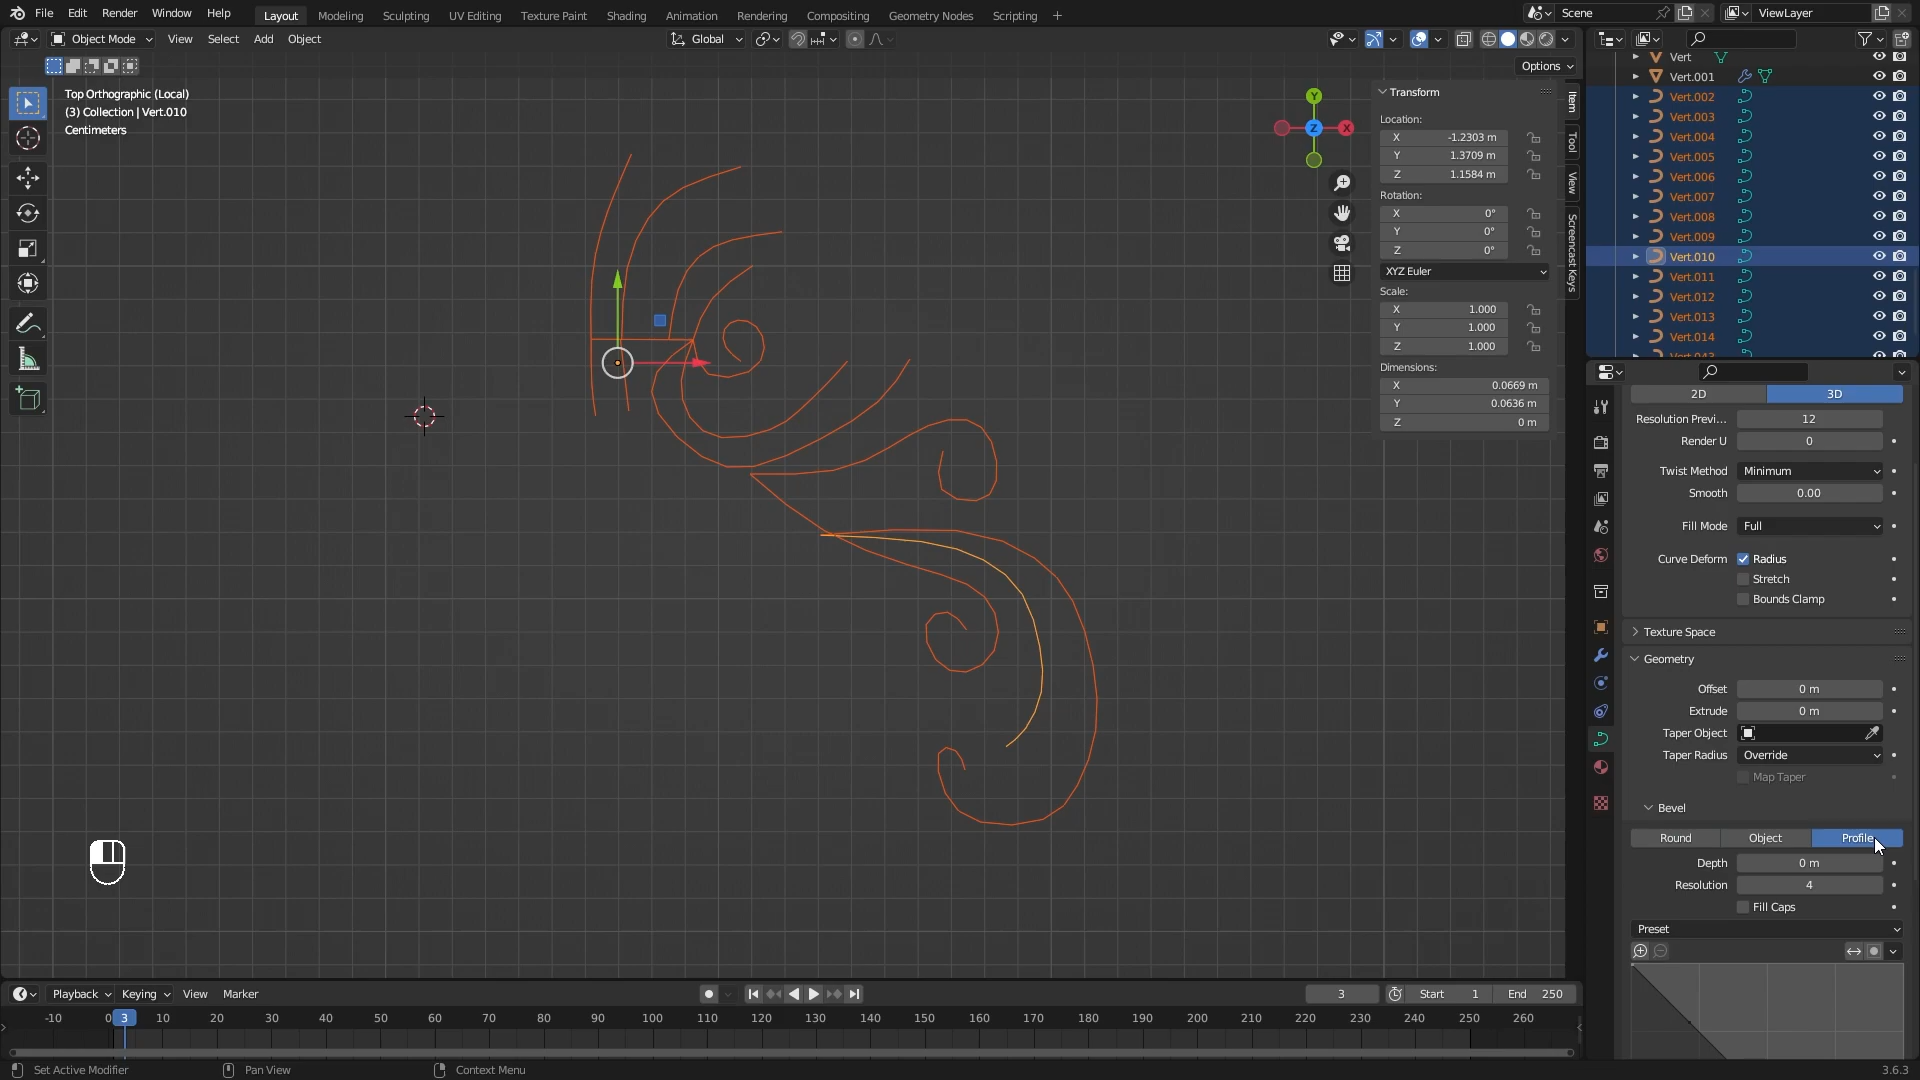 File Edit Render Window Help Layout Modeling Sculpting UV Editing Texture Paint Shading Animation Rendering Compositing Geometry Nodes Scripting + Scene ViewLayer
Object Mode View Select Add Object Global
Options
Top Orthographic (Local)
(3) Collection | Vert.010
Centimeters
Y
Z
X
Transform
Location:
X -1.2303 m
Y 1.3709 m
Z 1.1584 m
Rotation:
X 0°
Y 0°
Z 0°
XYZ Euler
Scale:
X 1.000
Y 1.000
Z 1.000
Dimensions:
X 0.0669 m
Y 0.0636 m
Z 0 m
Item
Tool
View
Screencast Keys
Vert
Vert.001
Vert.002
Vert.003
Vert.004
Vert.005
Vert.006
Vert.007
Vert.008
Vert.009
Vert.010
Vert.011
Vert.012
Vert.013
Vert.014
2D 3D
Resolution Previ... 12
Render U 0
Twist Method Minimum
Smooth 0.00
Fill Mode Full
Curve Deform Radius
Stretch
Bounds Clamp
Texture Space
Geometry
Offset 0 m
Extrude 0 m
Taper Object
Taper Radius Override
Map Taper
Bevel
Round Object Profile
Depth 0 m
Resolution 4
Fill Caps
Preset
Playback Keying View Marker 3 Start 1 End 250
-10 0 3 10 20 30 40 50 60 70 80 90 100 110 120 130 140 150 160 170 180 190 200 210 220 230 240 250 260
Set Active Modifier Pan View Context Menu 3.6.3